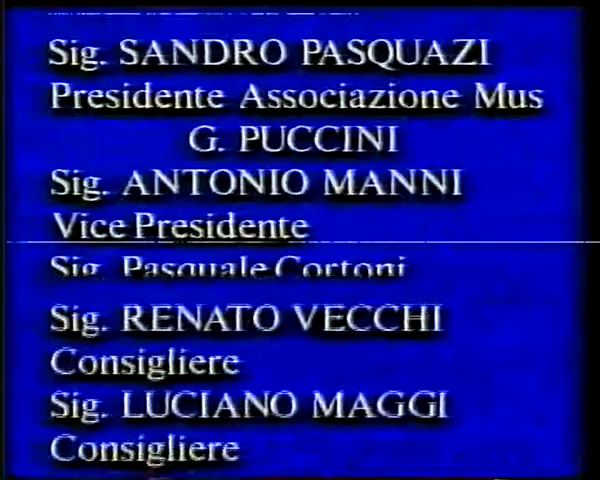 Sig. SANDRO PASQUAZI
Presidente Associazione Mus
G. PUCCINI
Sig. ANTONIO MANNI
Vice Presidente
Sig. Pasquale Cortoni
Sig. RENATO VECCHI
Consigliere
Sig. LUCIANO MAGGI
Consigliere